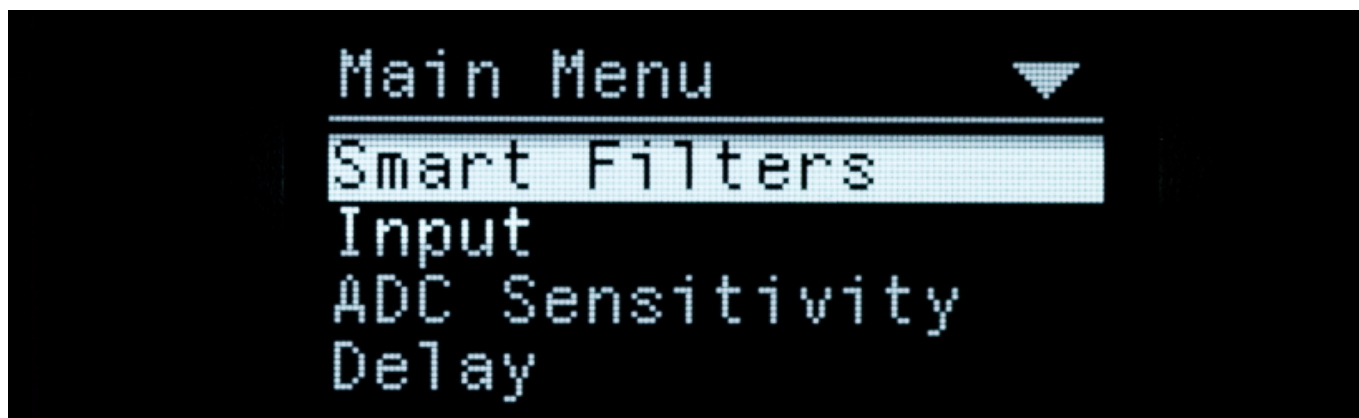 Main Menu
Smart Filters
Input
ADC Sensitivity
Delay